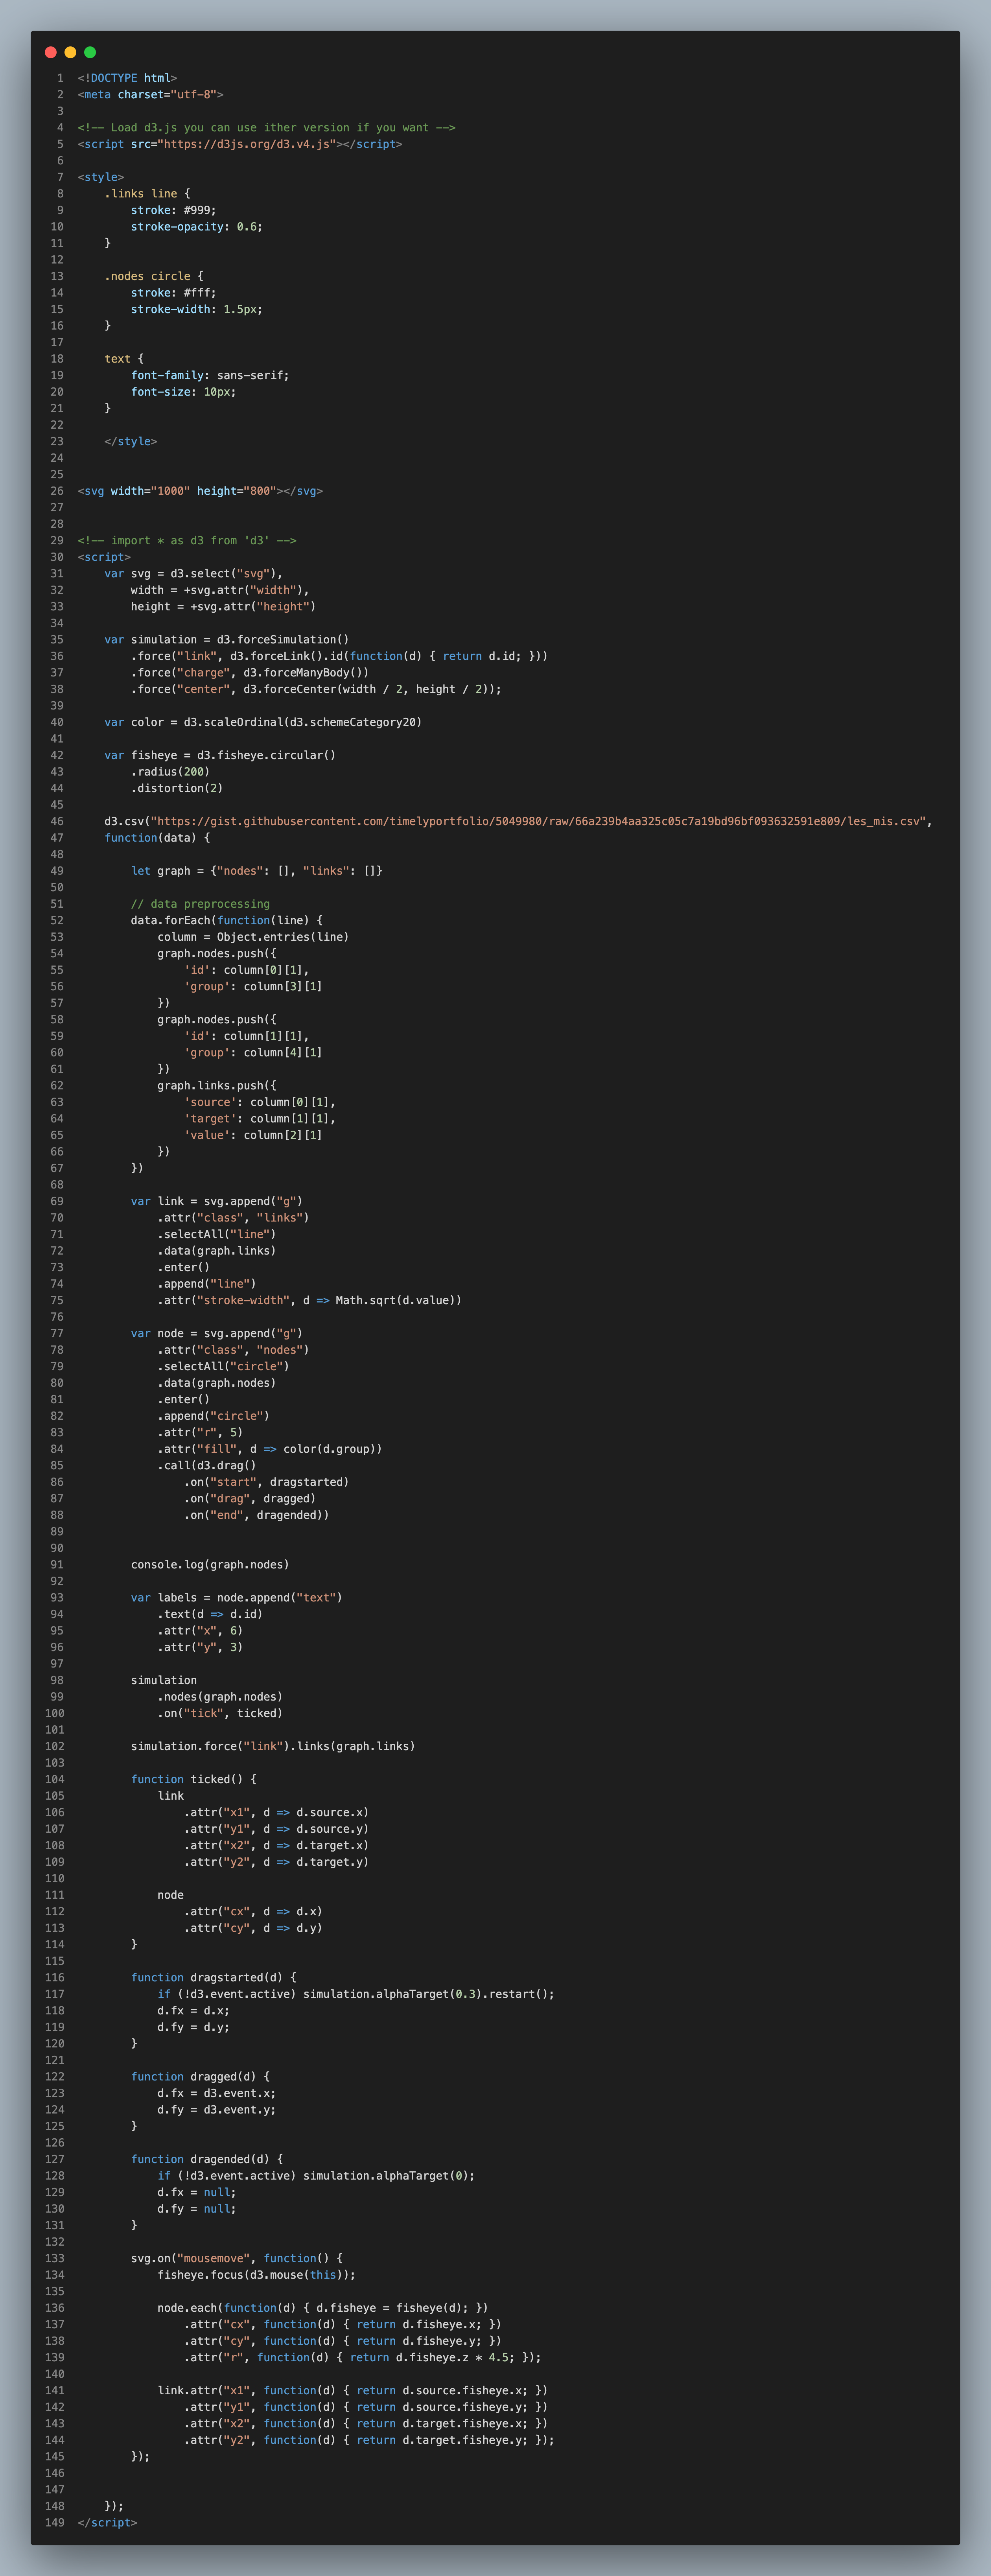 1 <!DOCTYPE html>
2 <meta charset="utf-8">
3
4 <!-- Load d3.js you can use ither version if you want -->
5 <script src="https://d3js.org/d3.v4.js"></script>
6
7 <style>
8     .links line {
9         stroke: #999;
10         stroke-opacity: 0.6;
11     }
12
13     .nodes circle {
14         stroke: #fff;
15         stroke-width: 1.5px;
16     }
17
18     text {
19         font-family: sans-serif;
20         font-size: 10px;
21     }
22
23     </style>
24
25
26 <svg width="1000" height="800"></svg>
27
28
29 <!-- import * as d3 from 'd3' -->
30 <script>
31     var svg = d3.select("svg"),
32         width = +svg.attr("width"),
33         height = +svg.attr("height")
34
35     var simulation = d3.forceSimulation()
36         .force("link", d3.forceLink().id(function(d) { return d.id; }))
37         .force("charge", d3.forceManyBody())
38         .force("center", d3.forceCenter(width / 2, height / 2));
39
40     var color = d3.scaleOrdinal(d3.schemeCategory20)
41
42     var fisheye = d3.fisheye.circular()
43         .radius(200)
44         .distortion(2)
45
46     d3.csv("https://gist.githubusercontent.com/timelyportfolio/5049980/raw/66a239b4aa325c05c7a19bd96bf093632591e809/les_mis.csv",
47     function(data) {
48
49         let graph = {"nodes": [], "links": []}
50
51         // data preprocessing
52         data.forEach(function(line) {
53             column = Object.entries(line)
54             graph.nodes.push({
55                 'id': column[0][1],
56                 'group': column[3][1]
57             })
58             graph.nodes.push({
59                 'id': column[1][1],
60                 'group': column[4][1]
61             })
62             graph.links.push({
63                 'source': column[0][1],
64                 'target': column[1][1],
65                 'value': column[2][1]
66             })
67         })
68
69         var link = svg.append("g")
70             .attr("class", "links")
71             .selectAll("line")
72             .data(graph.links)
73             .enter()
74             .append("line")
75             .attr("stroke-width", d => Math.sqrt(d.value))
76
77         var node = svg.append("g")
78             .attr("class", "nodes")
79             .selectAll("circle")
80             .data(graph.nodes)
81             .enter()
82             .append("circle")
83             .attr("r", 5)
84             .attr("fill", d => color(d.group))
85             .call(d3.drag()
86                 .on("start", dragstarted)
87                 .on("drag", dragged)
88                 .on("end", dragended))
89
90
91         console.log(graph.nodes)
92
93         var labels = node.append("text")
94             .text(d => d.id)
95             .attr("x", 6)
96             .attr("y", 3)
97
98         simulation
99             .nodes(graph.nodes)
100             .on("tick", ticked)
101
102         simulation.force("link").links(graph.links)
103
104         function ticked() {
105             link
106                 .attr("x1", d => d.source.x)
107                 .attr("y1", d => d.source.y)
108                 .attr("x2", d => d.target.x)
109                 .attr("y2", d => d.target.y)
110
111             node
112                 .attr("cx", d => d.x)
113                 .attr("cy", d => d.y)
114         }
115
116         function dragstarted(d) {
117             if (!d3.event.active) simulation.alphaTarget(0.3).restart();
118             d.fx = d.x;
119             d.fy = d.y;
120         }
121
122         function dragged(d) {
123             d.fx = d3.event.x;
124             d.fy = d3.event.y;
125         }
126
127         function dragended(d) {
128             if (!d3.event.active) simulation.alphaTarget(0);
129             d.fx = null;
130             d.fy = null;
131         }
132
133         svg.on("mousemove", function() {
134             fisheye.focus(d3.mouse(this));
135
136             node.each(function(d) { d.fisheye = fisheye(d); })
137                 .attr("cx", function(d) { return d.fisheye.x; })
138                 .attr("cy", function(d) { return d.fisheye.y; })
139                 .attr("r", function(d) { return d.fisheye.z * 4.5; });
140
141             link.attr("x1", function(d) { return d.source.fisheye.x; })
142                 .attr("y1", function(d) { return d.source.fisheye.y; })
143                 .attr("x2", function(d) { return d.target.fisheye.x; })
144                 .attr("y2", function(d) { return d.target.fisheye.y; });
145         });
146
147
148     });
149 </script>